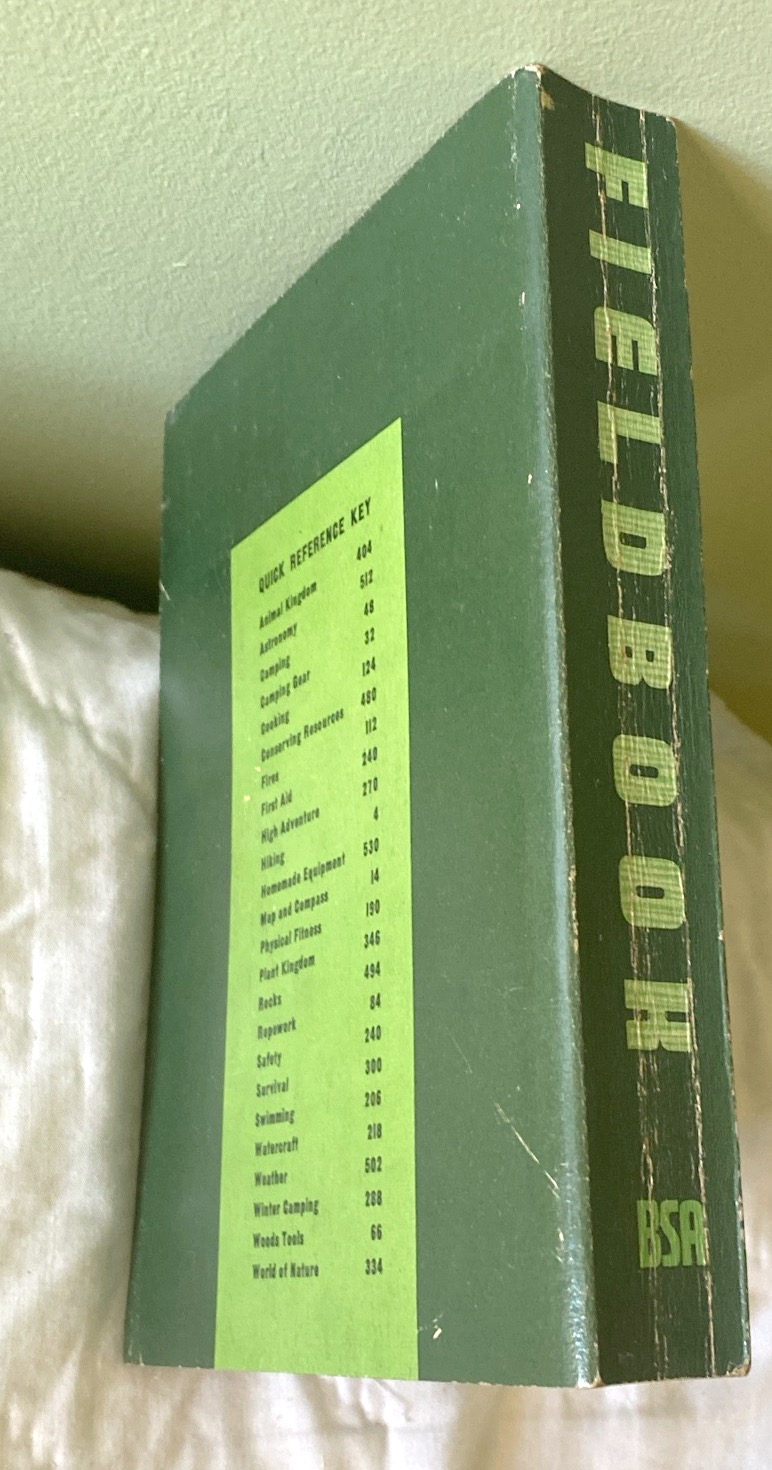 QUICK REFERENCE KEY
Animal Kingdom 404
Astronomy 512
Camping 48
Camping Gear 32
Cooking 124
Conserving Resources 480
Fires 112
First Aid 240
High Adventure 270
Hiking 4
Homemade Equipment 530
Map and Compass 14
Physical Fitness 190
Plant Kingdom 346
Rocks 494
Ropework 84
Safety 240
Survival 300
Swimming 206
Watercraft 218
Weather 502
Winter Camping 288
Woods Tools 66
World of Nature 334
FIELDBOOK
BSA